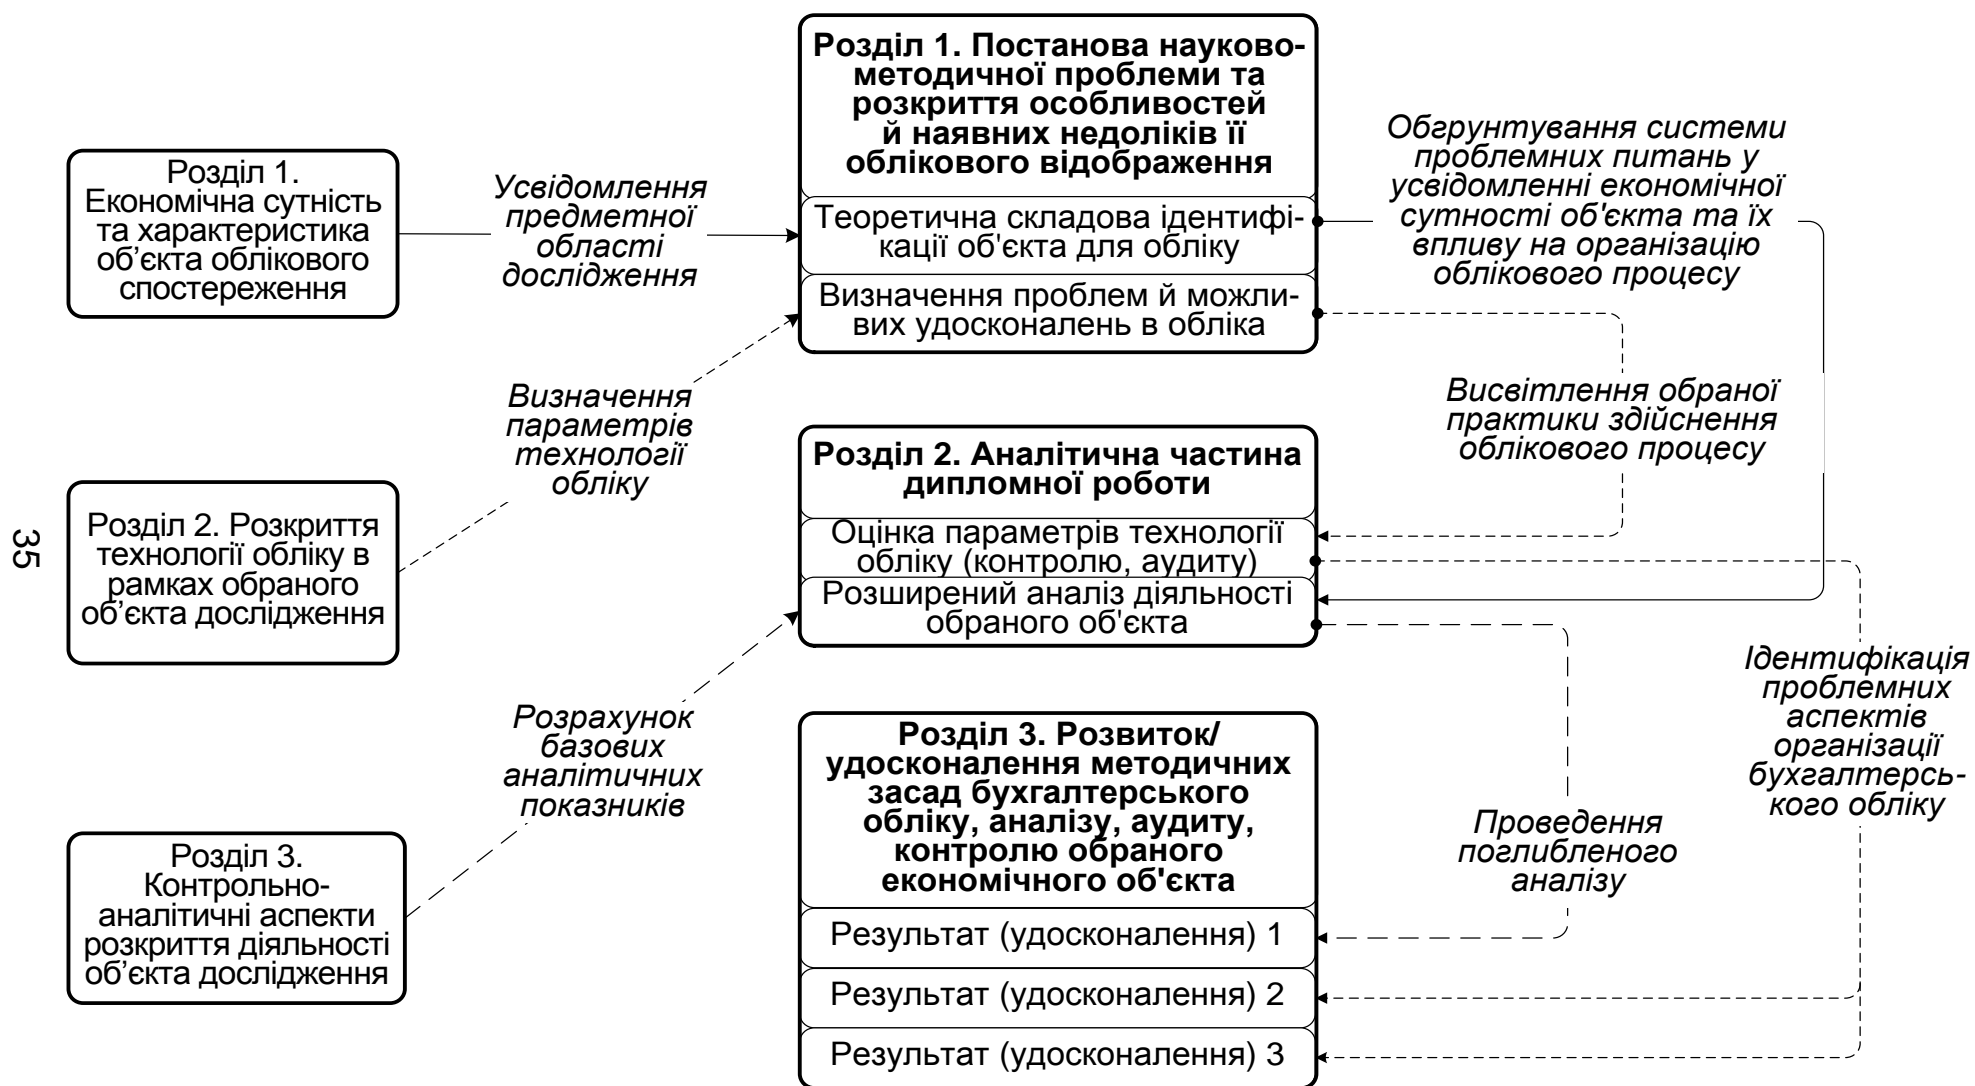 Розділ 1.
Економічна сутність
та характеристика
об’єкта облікового
спостереження
Розділ 2. Розкриття
технології обліку в
рамках обраного
об’єкта дослідження
Розділ 3.
Контрольно-
аналітичні аспекти
розкриття діяльності
об’єкта дослідження
Усвідомлення
предметної
області
дослідження
Визначення
параметрів
технології
обліку
Розрахунок
базових
аналітичних
показників
Розділ 1. Постанова науково-
методичної проблеми та
розкриття особливостей
й наявних недоліків її
облікового відображення
Теоретична складова ідентифі-
кації об'єкта для обліку
Визначення проблем й можли-
вих удосконалень в обліка
Розділ 2. Аналітична частина
дипломної роботи
Оцінка параметрів технології
обліку (контролю, аудиту)
Розширений аналіз діяльності
обраного об'єкта
Розділ 3. Розвиток/
удосконалення методичних
засад бухгалтерського
обліку, аналізу, аудиту,
контролю обраного
економічного об'єкта
Результат (удосконалення) 1
Результат (удосконалення) 2
Результат (удосконалення) 3
Обгрунтування системи
проблемних питань у
усвідомленні економічної
сутності об'єкта та їх
впливу на організацію
облікового процесу
Висвітлення обраної
практики здійснення
облікового процесу
Проведення
поглибленого
аналізу
Ідентифікація
проблемних
аспектів
організації
бухгалтерсь-
кого обліку
35